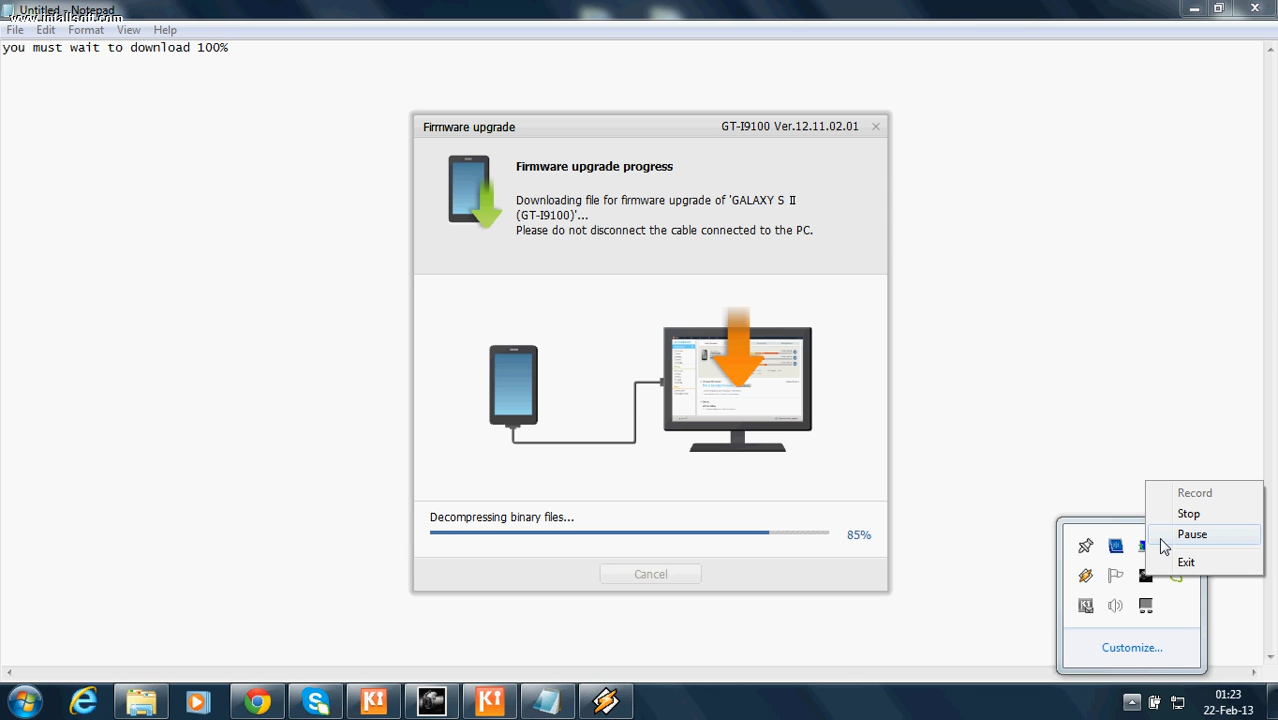 Untitled - Notepad
File Edit Format View Help
you must wait to download 100%
Firmware upgrade GT-I9100 Ver.12.11.02.01
Firmware upgrade progress
Downloading file for firmware upgrade of 'GALAXY S II
(GT-I9100)'...
Please do not disconnect the cable connected to the PC.
Decompressing binary files...
85%
Cancel
Record
Stop
Pause
Exit
Customize...
01:23
22-Feb-13